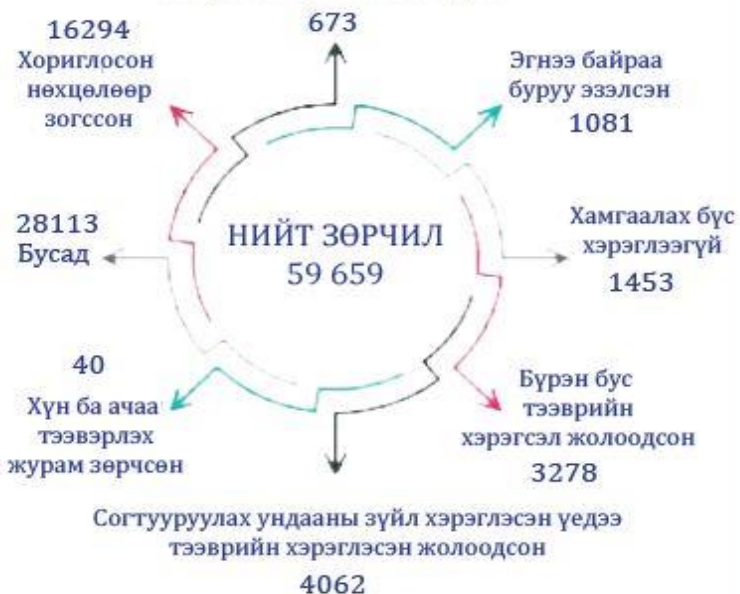 673
16294
Хориглосон
нөхцөлөөр
зогссон
Эгнээ байраа
буруу эзэлсэн
1081
28113
Бусад
НИЙТ ЗӨРЧИЛ
59 659
Хамгаалах бүс
хэрэглээгүй
1453
40
Хүн ба ачаа
тээвэрлэх
журам зөрчсөн
Бүрэн бус
тээврийн
хэрэгсэл жолоодсон
3278
Согтууруулах ундааны зүйл хэрэглэсэн үедээ
тээврийн хэрэглэсэн жолоодсон
4062